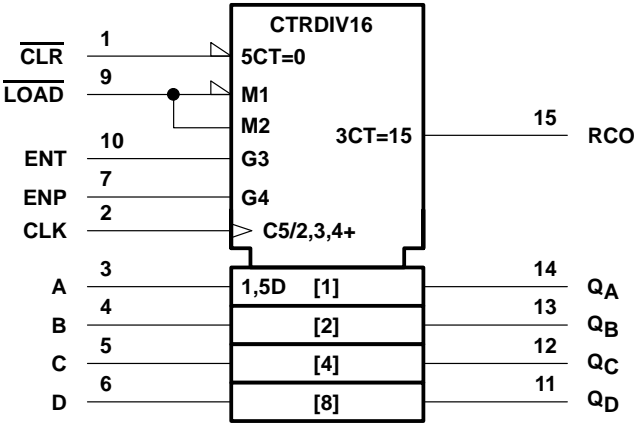 CTRDIV16
CLR 1 5CT=0
LOAD 9 M1
M2
3CT=15 15 RCO
ENT 10 G3
ENP 7 G4
CLK 2 C5/2,3,4+
A 3 1,5D [1] 14 QA
B 4 [2] 13 QB
C 5 [4] 12 QC
D 6 [8] 11 QD